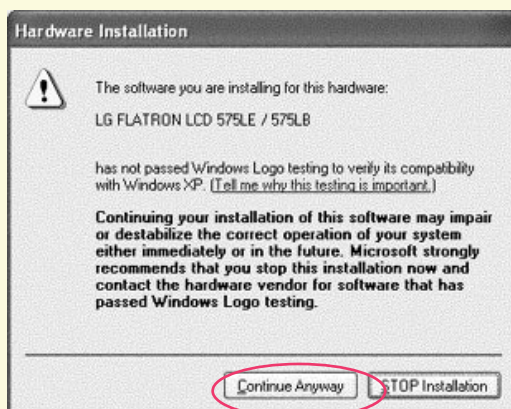 Hardware Installation
The software you are installing for this hardware:
LG FLATRON LCD 575LE / 575LB
has not passed Windows Logo testing to verify its compatibility
with Windows XP. (Tell me why this testing is important.)
Continuing your installation of this software may impair
or destabilize the correct operation of your system
either immediately or in the future. Microsoft strongly
recommends that you stop this installation now and
contact the hardware vendor for software that has
passed Windows Logo testing.
Continue Anyway STOP Installation